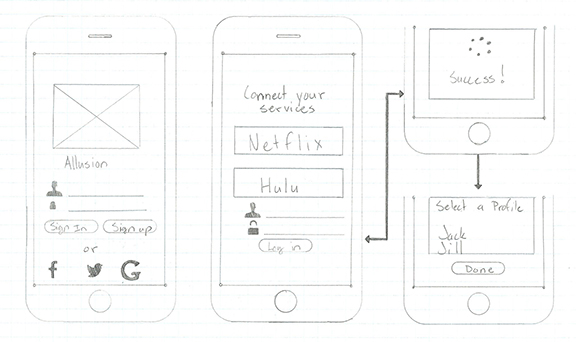 Allusion
Sign In
Sign up
or
f
G
Connect your
services
Netflix
Hulu
Log in
Success!
Select a Profile
Jack
Jill
Done